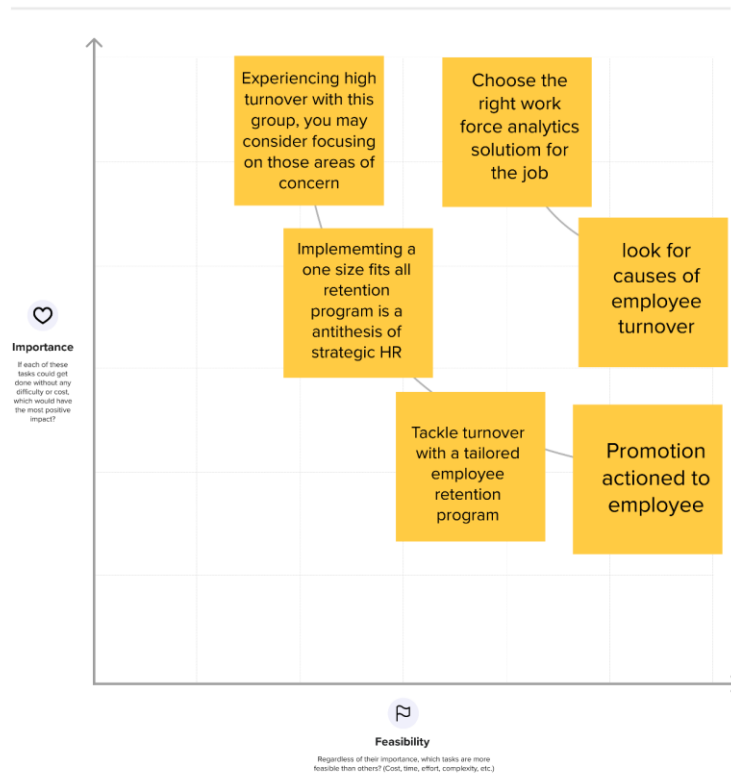 Experiencing high
turnover with this
group, you may
consider focusing
on those areas of
concern
Choose the
right work
force analytics
solutiom for
the job
Implememting a
one size fits all
retention
program is a
antithesis of
strategic HR
look for
causes of
employee
turnover
Importance
If each of these
tasks could get
done without any
difficulty or cost,
which would have
the most positive
impact?
Tackle turnover
with a tailored
employee
retention
program
Promotion
actioned to
employee
Feasibility
Regardless of their importance, which tasks are more
feasible than others? (Cost, time, effort, complexity, etc.)